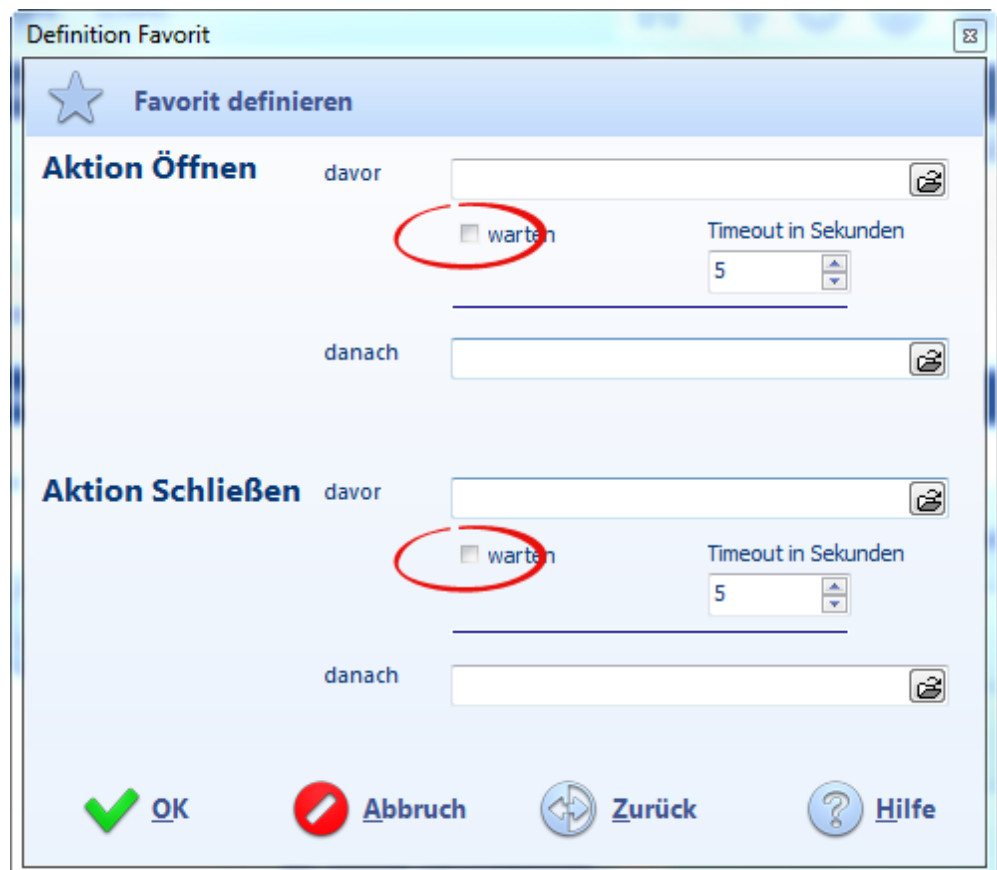 Definition Favorit
Favorit definieren
Aktion Öffnen davor
warten Timeout in Sekunden
5
danach
Aktion Schließen davor
warten Timeout in Sekunden
5
danach
OK Abbruch Zurück ? Hilfe